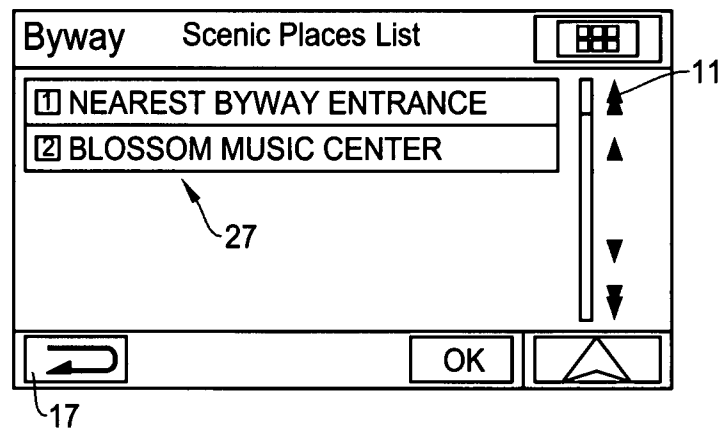 Byway Scenic Places List
11
1 NEAREST BYWAY ENTRANCE
2 BLOSSOM MUSIC CENTER
27
OK
17